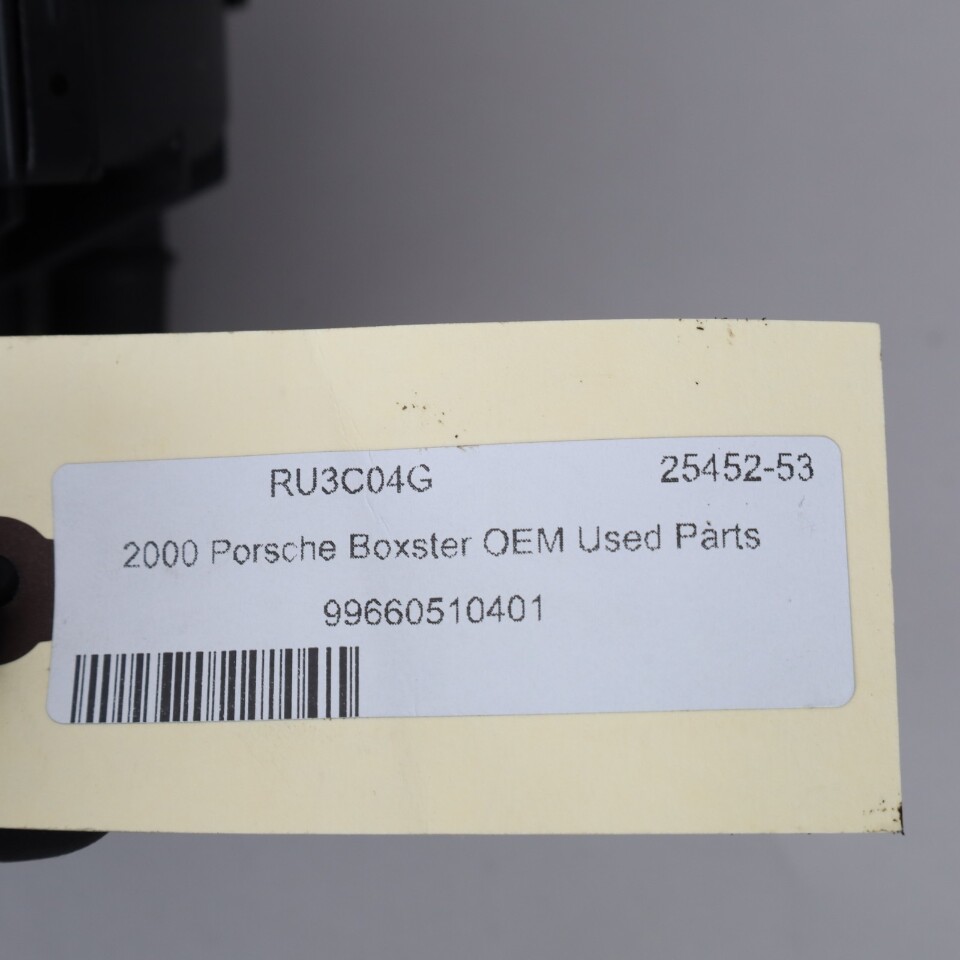 RU3C04G 25452-53
2000 Porsche Boxster OEM Used Parts
99660510401